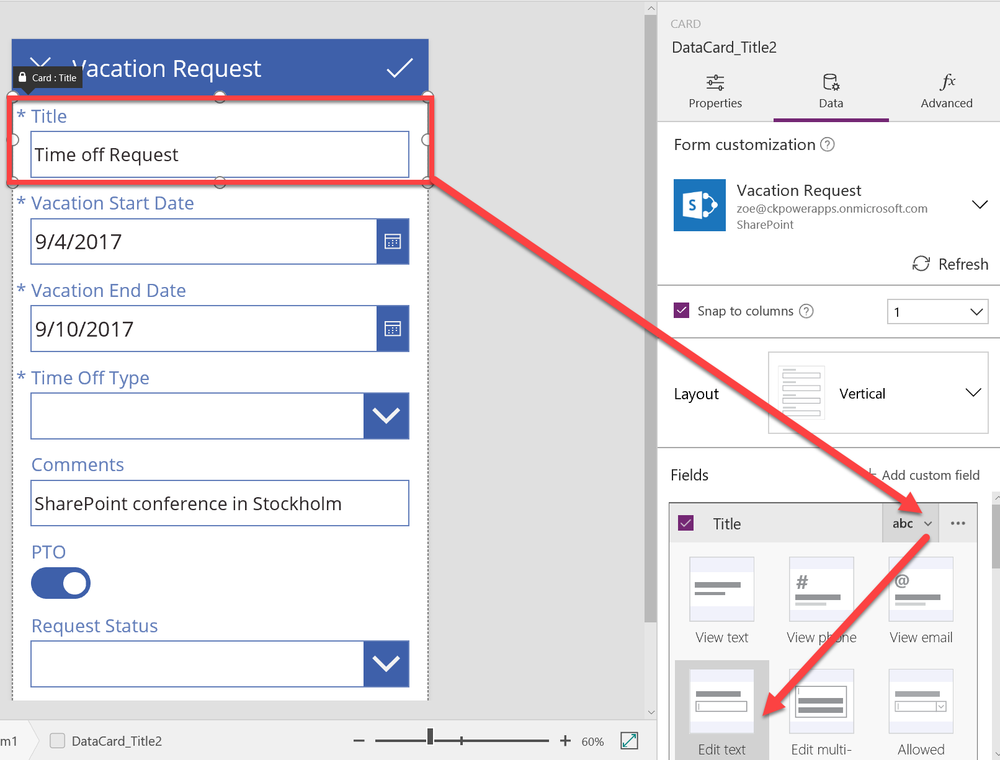 Vacation Request
Card : Title
* Title
Time off Request
* Vacation Start Date
9/4/2017
* Vacation End Date
9/10/2017
* Time Off Type
Comments
SharePoint conference in Stockholm
PTO
Request Status
m1
DataCard_Title2
60%
CARD
DataCard_Title2
Properties
Data
fx
Advanced
Form customization ?
S
Vacation Request
zoe@ckpowerapps.onmicrosoft.com
SharePoint
Refresh
Snap to columns ?
1
Layout
Vertical
Fields
+ Add custom field
Title
abc
...
#
@
View text
View phone
View email
Edit text
Edit multi-
Allowed